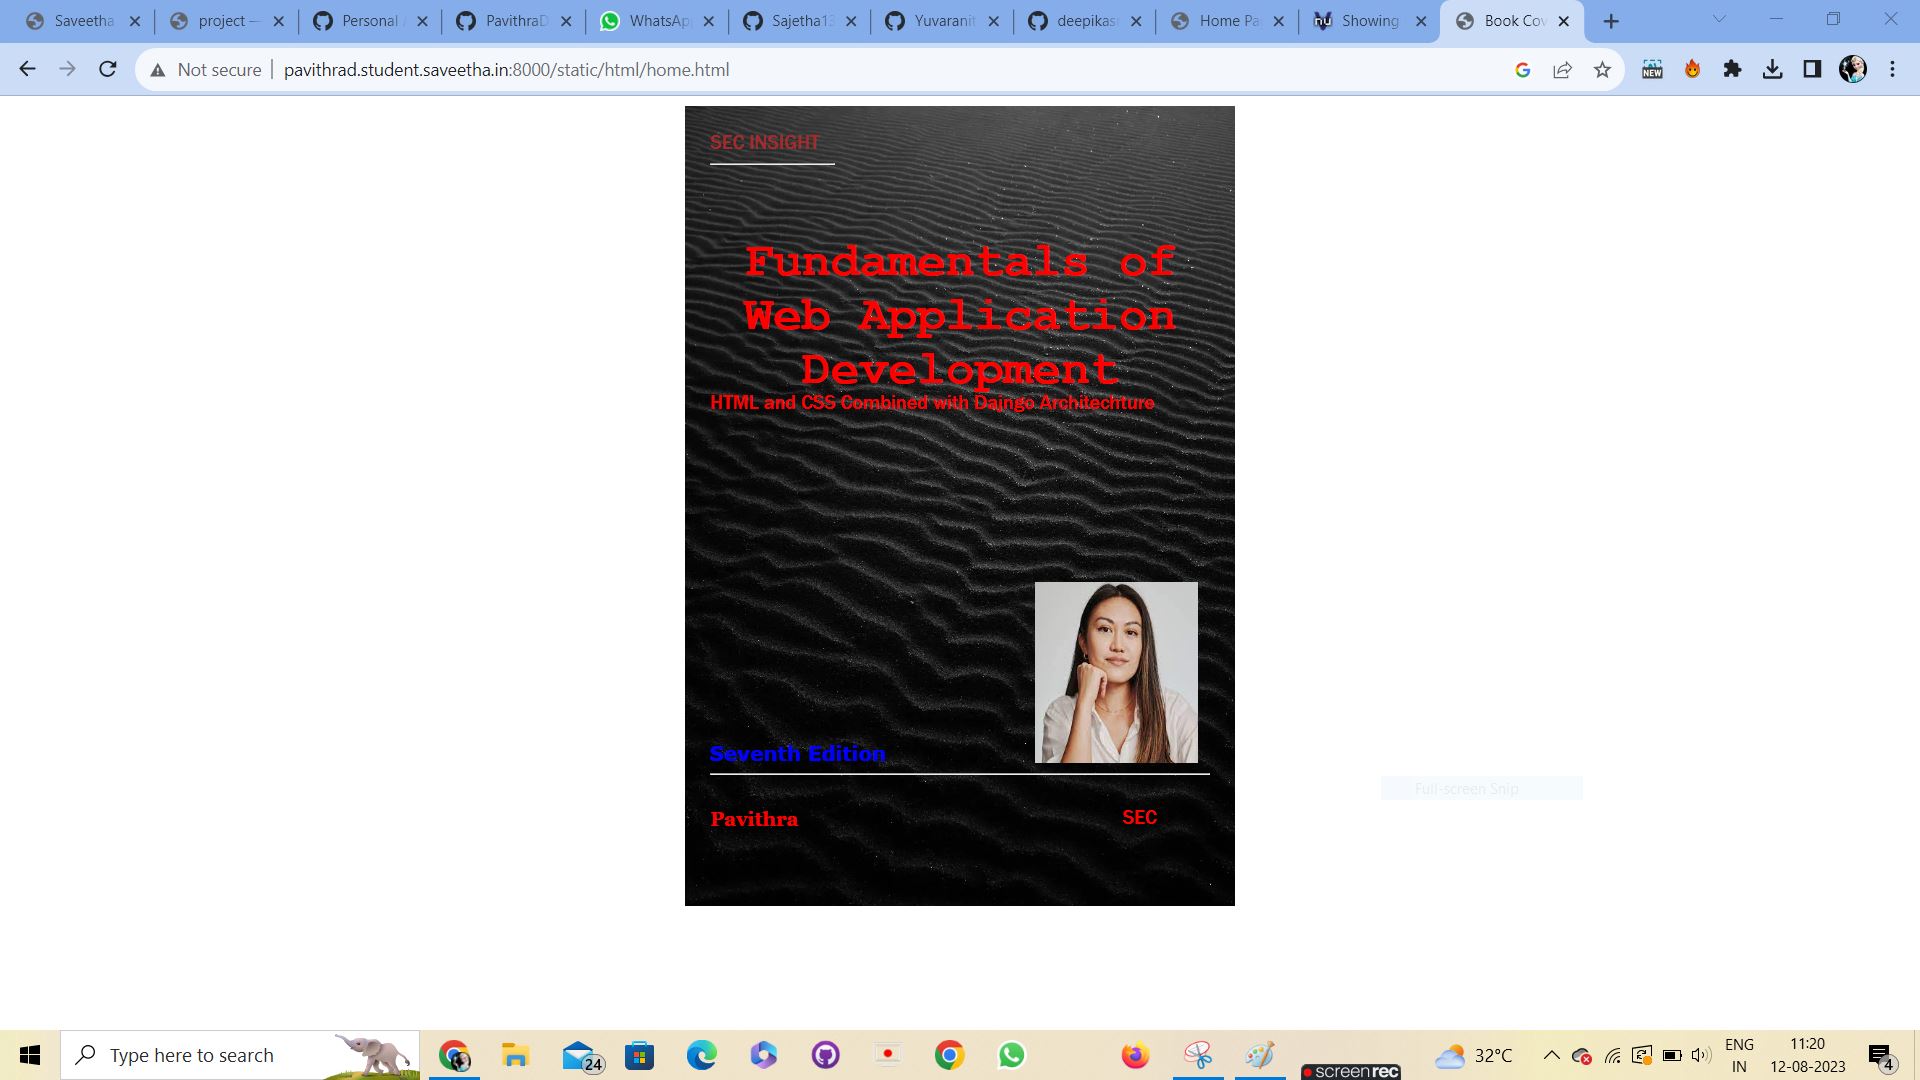 Saveetha
project —
Personal
PavithraD
WhatsApp
Sajetha13
Yuvaranit
deepikasr
Home Pa
Showing
Book Cov
Not secure
pavithrad.student.saveetha.in:8000/static/html/home.html
NEW
SEC INSIGHT
Fundamentals of
Web Application
Development
HTML and CSS Combined with Dajngo Architechture
Seventh Edition
Pavithra
SEC
Full-screen Snip
Type here to search
24
screenrec
32°C
ENG
IN
11:20
12-08-2023
4